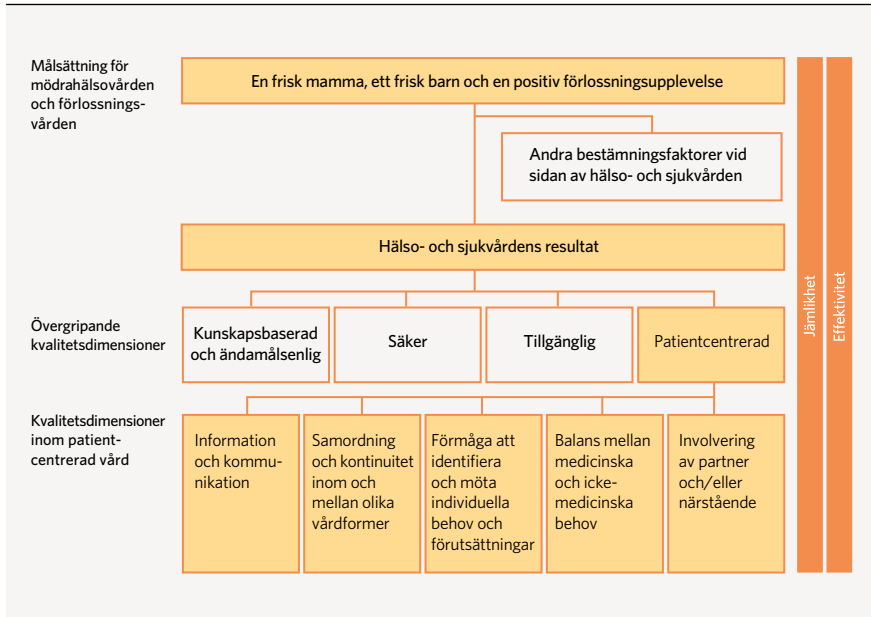 Målsättning för
mödrahälsovården
och förlossnings-
vården
En frisk mamma, ett frisk barn och en positiv förlossningsupplevelse
Andra bestämningsfaktorer vid
sidan av hälso- och sjukvården
Hälso- och sjukvårdens resultat
Övergripande
kvalitetsdimensioner
Kunskapsbaserad
och ändamålsenlig
Säker
Tillgänglig
Patientcentrerad
Kvalitetsdimensioner
inom patient-
centrerad vård
Information
och kommu-
nikation
Samordning
och kontinuitet
inom och
mellan olika
vårdformer
Förmåga att
identifiera
och möta
individuella
behov och
förutsättningar
Balans mellan
medicinska
och icke-
medicinska
behov
Involvering
av partner
och/eller
närstående
Jämlikhet
Effektivitet